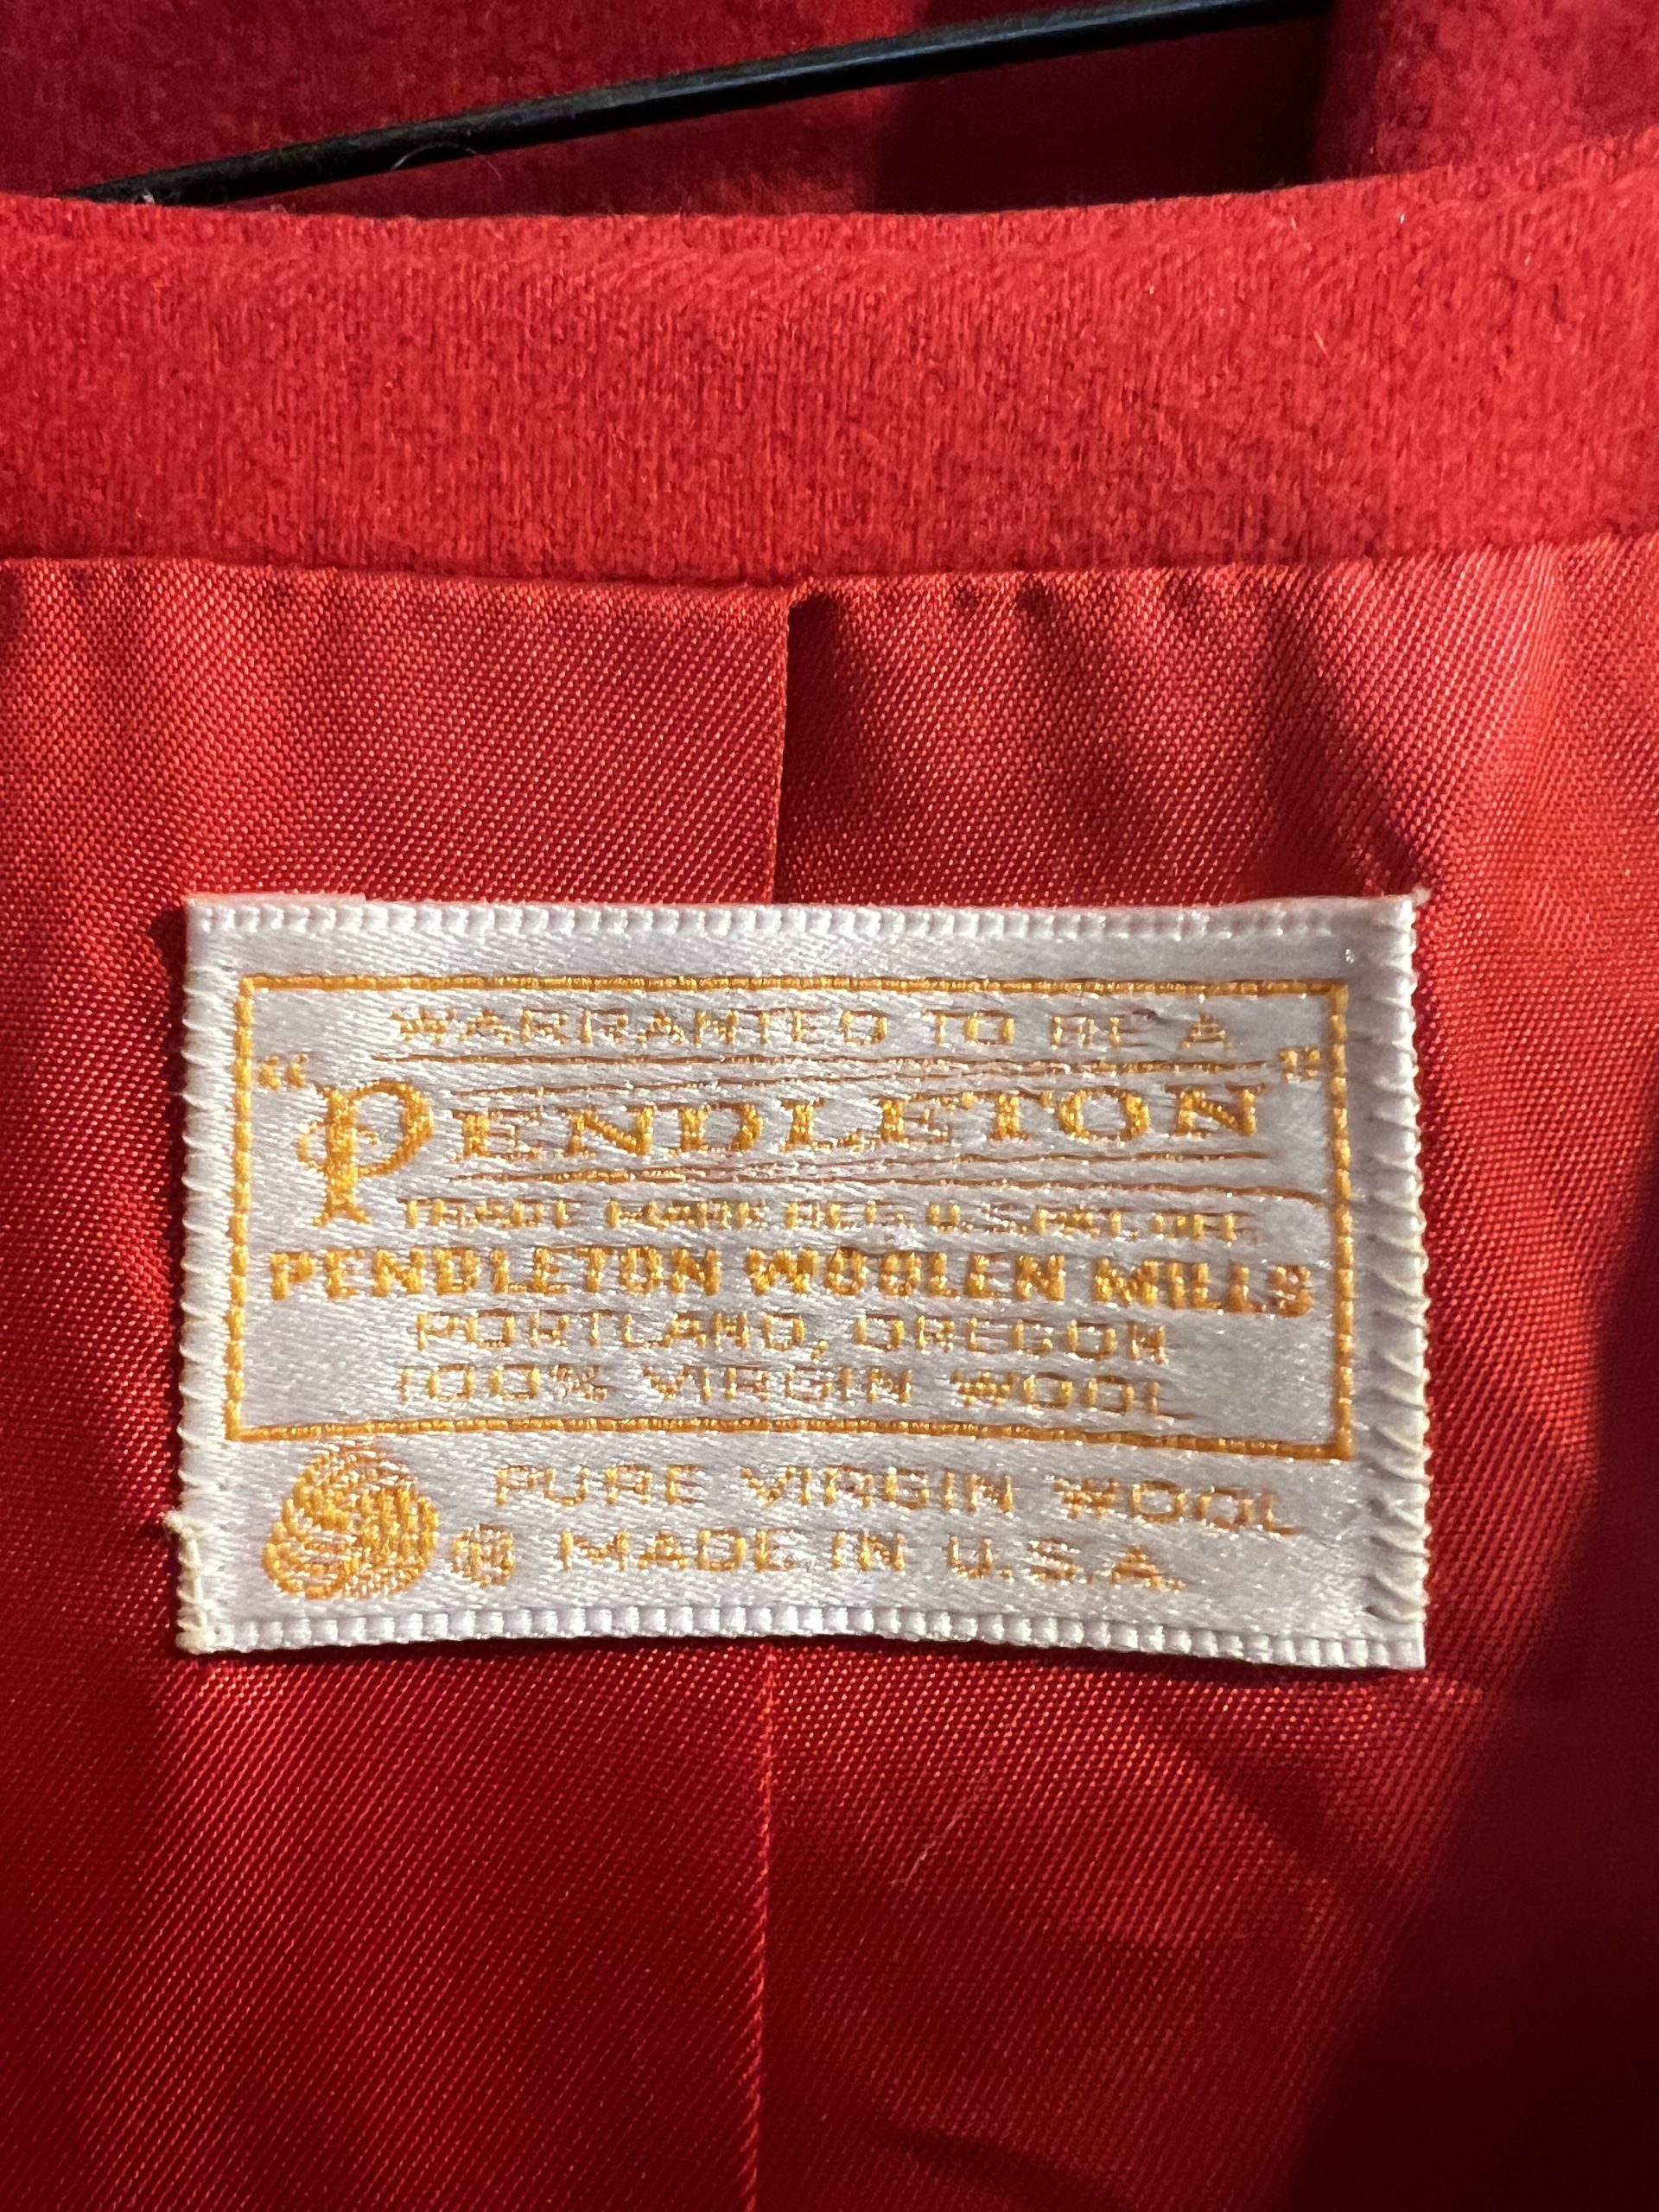 WARRANTED TO BE A
"PENDLETON"
TRADE MARK REG. U.S. PAT. OFF.
PENDLETON WOOLEN MILLS
PORTLAND, OREGON
100% VIRGIN WOOL
PURE VIRGIN WOOL
® MADE IN U.S.A.